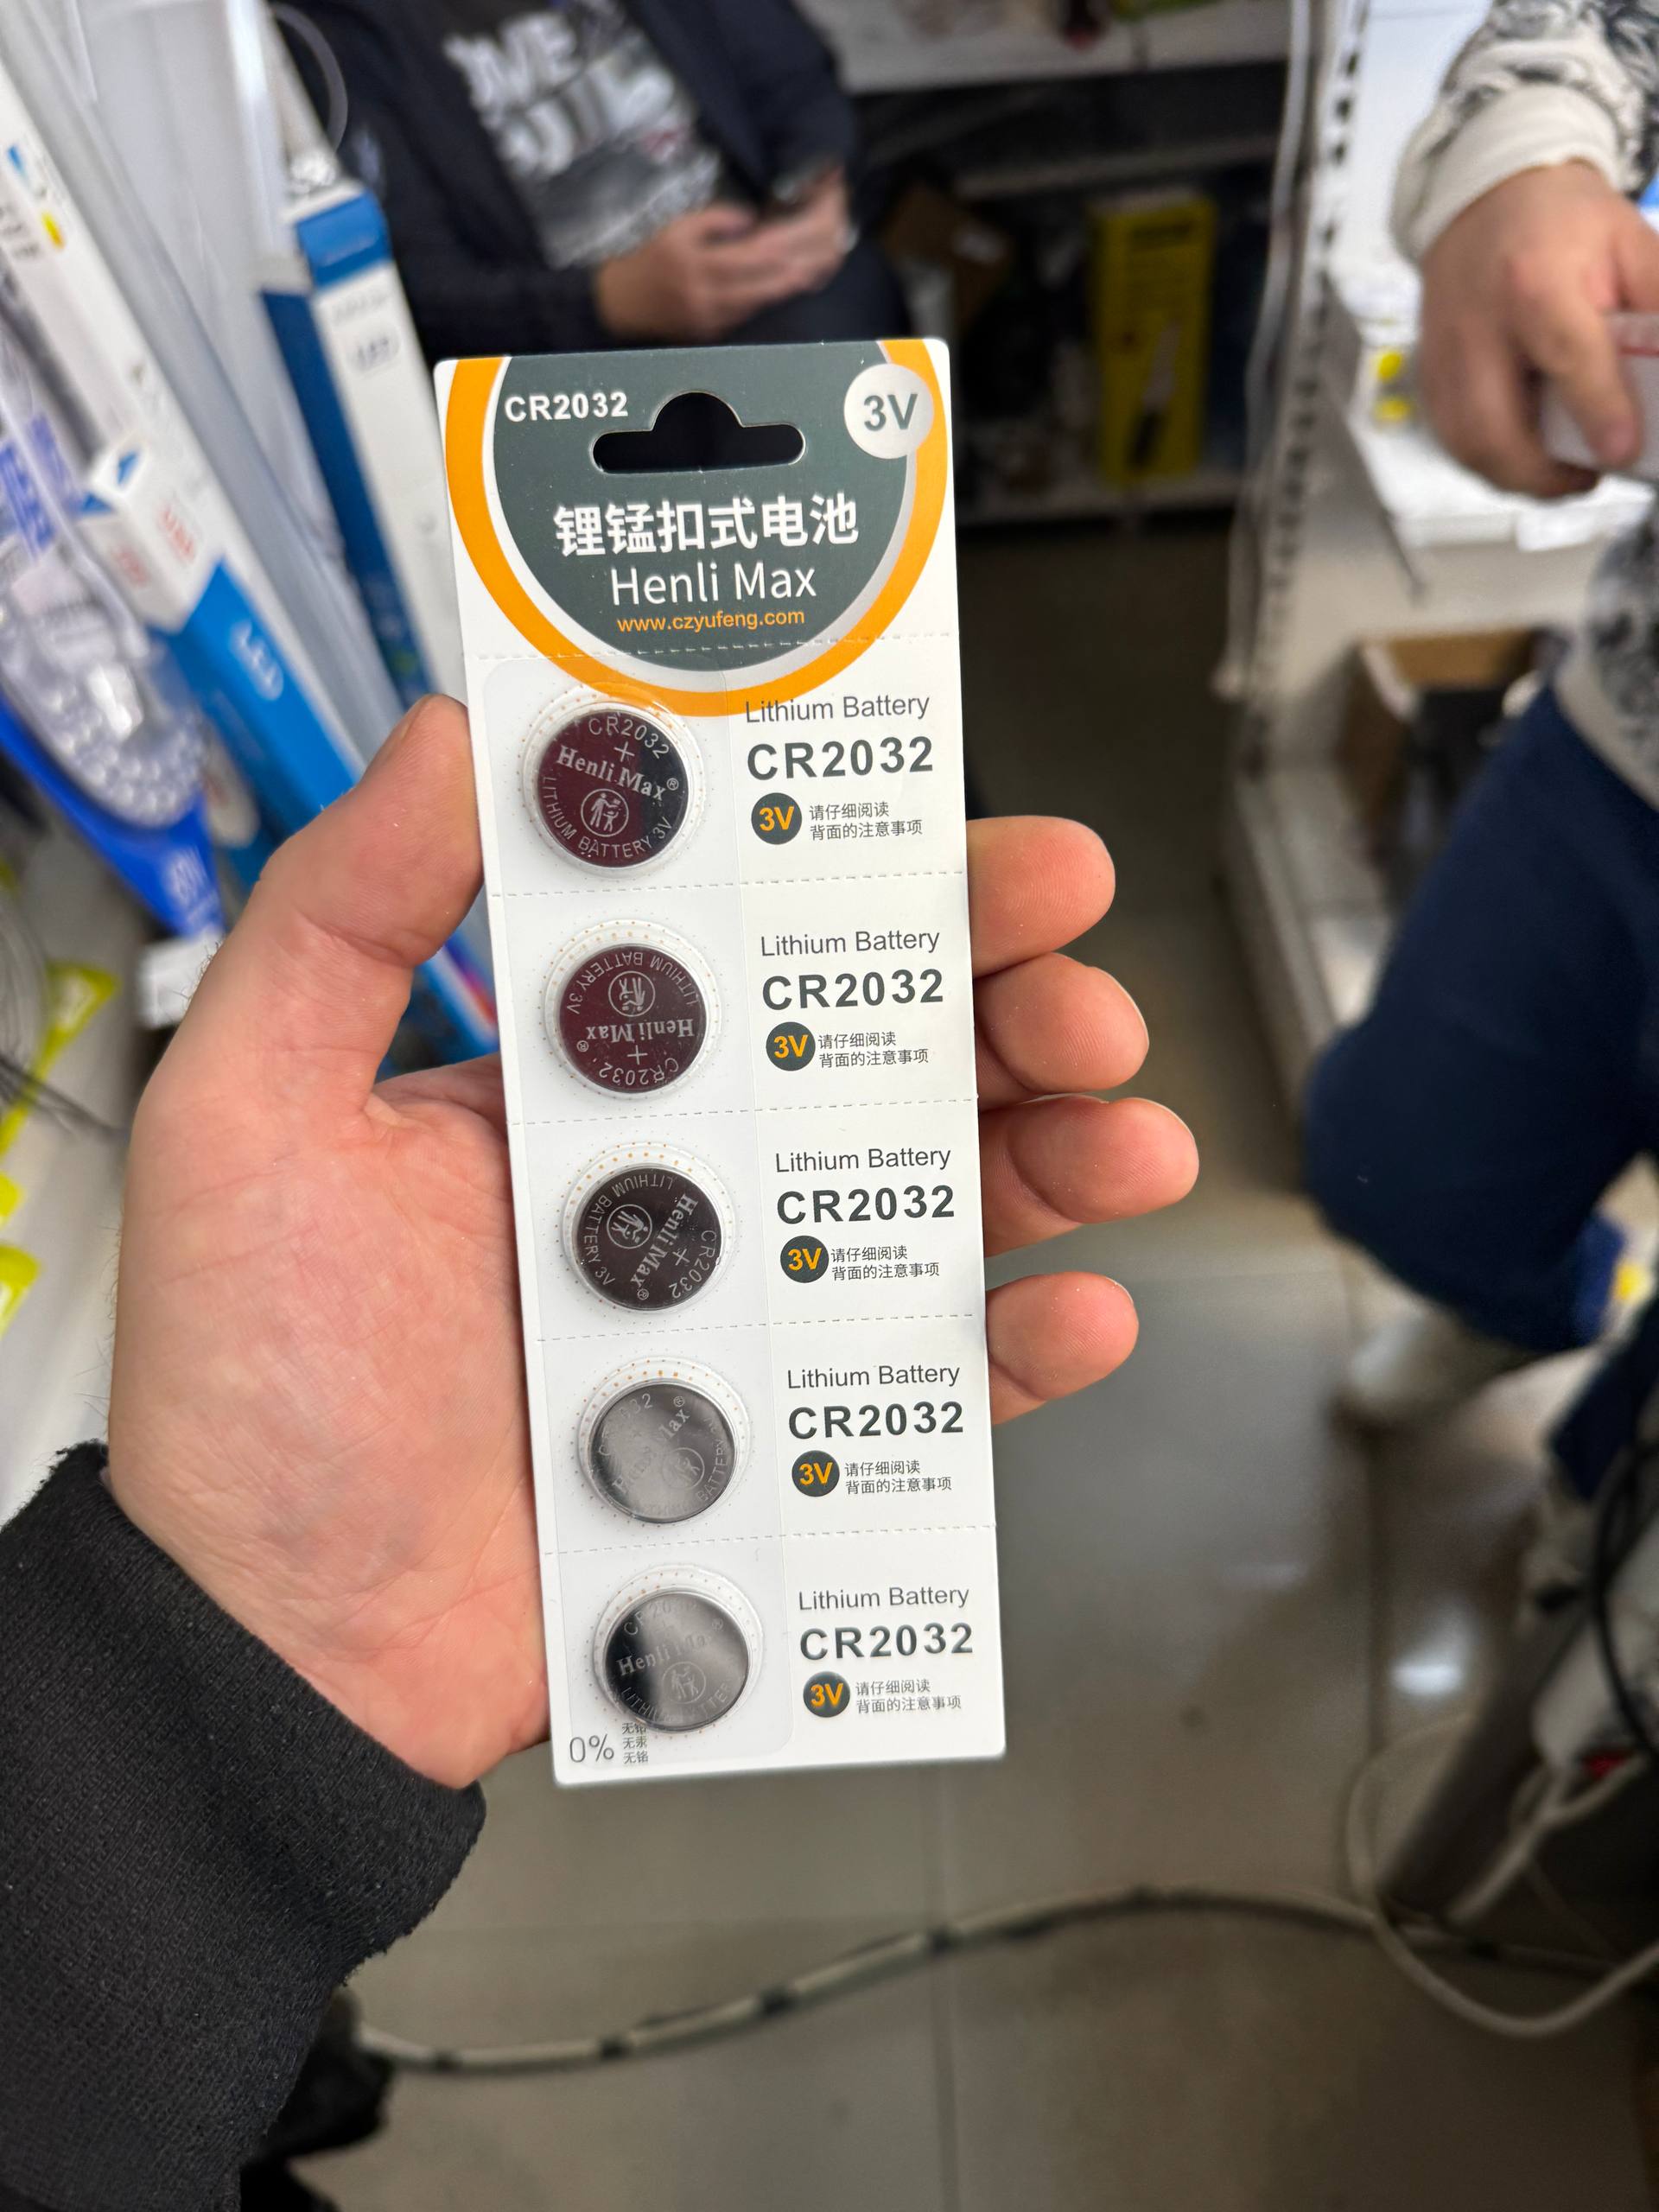 CR2032
3V
锂锰扣式电池
Henli Max
www.czyufeng.com
CR2032
+
Henli Max®
LITHIUM BATTERY 3V
Lithium Battery
CR2032
3V 请仔细阅读
背面的注意事项
CR2032
+
Henli Max®
LITHIUM BATTERY 3V
Lithium Battery
CR2032
3V 请仔细阅读
背面的注意事项
CR2032
+
Henli Max®
LITHIUM BATTERY 3V
Lithium Battery
CR2032
3V 请仔细阅读
背面的注意事项
BATTERY
Lithium Battery
CR2032
3V 请仔细阅读
背面的注意事项
Henli Max®
Lithium Battery
CR2032
3V 请仔细阅读
背面的注意事项
0%
无汞